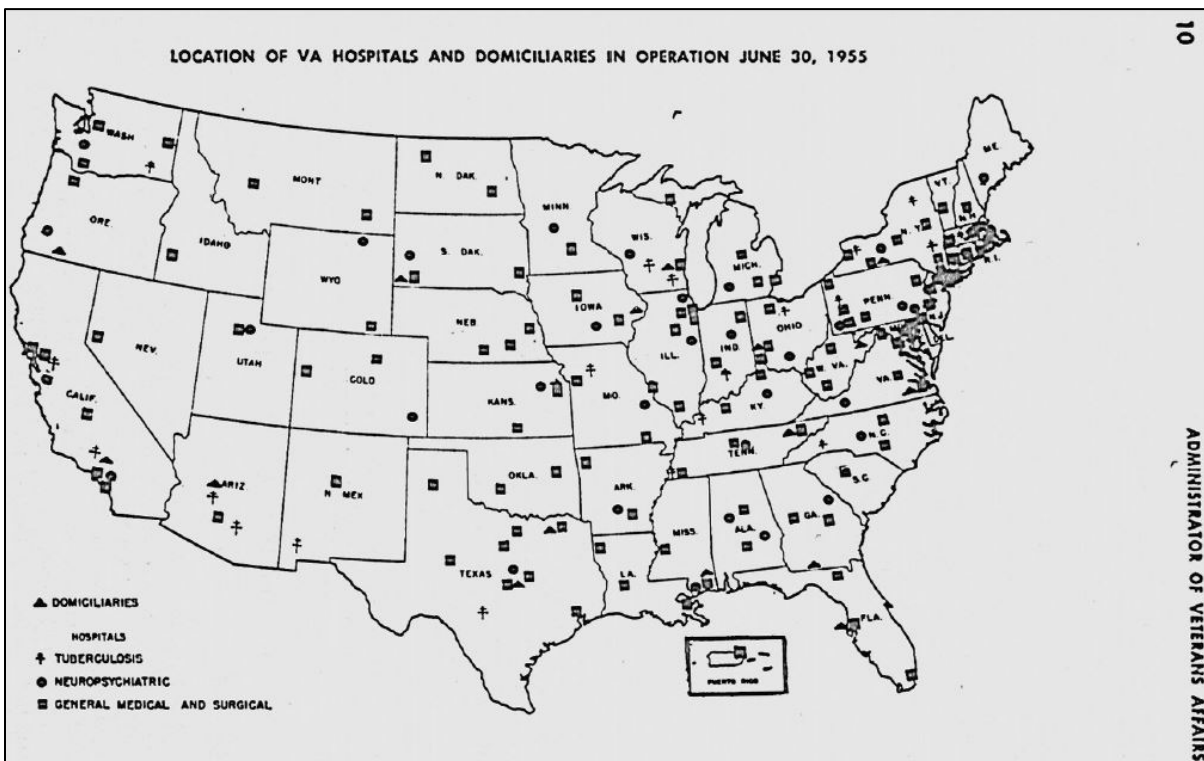 10
LOCATION OF VA HOSPITALS AND DOMICILIARIES IN OPERATION JUNE 30, 1955
WASH
MONT
N. DAK.
MINN
ME.
VT.
N.H.
ORE.
IDAHO
S. DAK.
WIS.
MICH.
N.Y.
R.I.
WYO
NEB
IOWA
PENN.
NEV.
UTAH
COLO
KANS.
ILL.
IND.
OHIO
W. VA.
VA.
DEL.
CALIF.
MO.
KY.
ARIZ
N MEX
OKLA.
ARK.
TENN.
N.C.
S.C.
TEXAS
LA.
MISS.
ALA.
GA.
FLA.
PUERTO RICO
DOMICILIARIES
HOSPITALS
TUBERCULOSIS
NEUROPSYCHIATRIC
GENERAL MEDICAL AND SURGICAL
ADMINISTRATOR OF VETERANS AFFAIRS